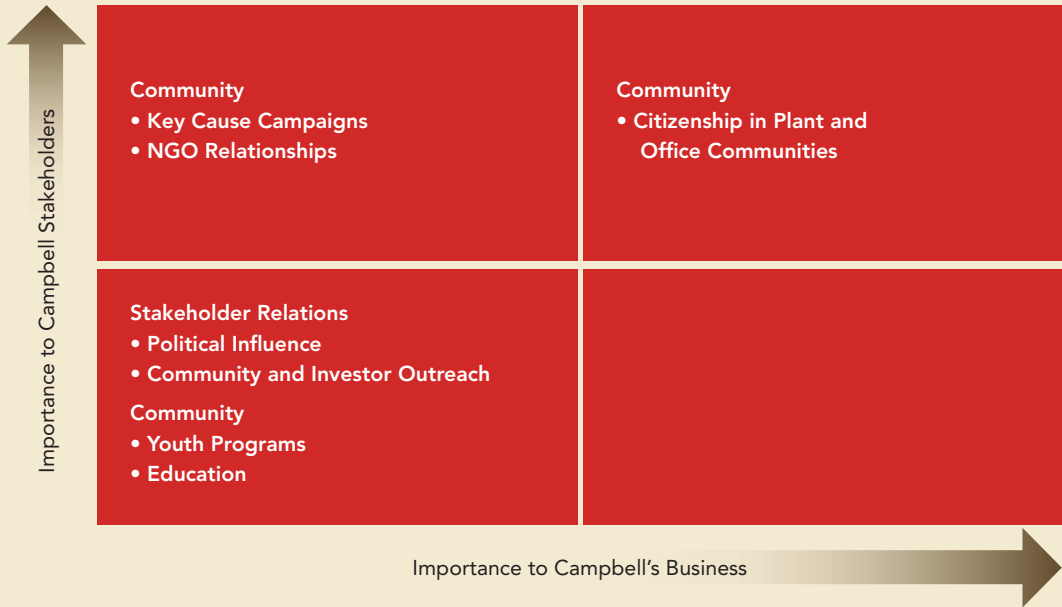 Importance to Campbell Stakeholders
Community
• Key Cause Campaigns
• NGO Relationships
Community
• Citizenship in Plant and
Office Communities
Stakeholder Relations
• Political Influence
• Community and Investor Outreach
Community
• Youth Programs
• Education
Importance to Campbell’s Business